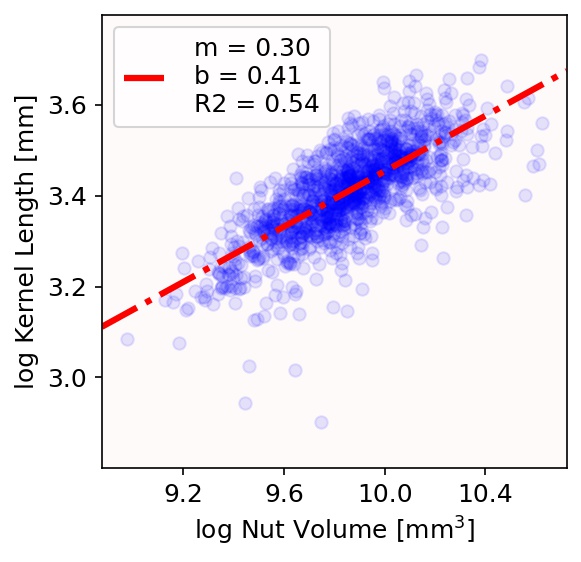 m = 0.30
b = 0.41
R2 = 0.54
log Kernel Length [mm]
3.6
3.4
3.2
3.0
9.2 9.6 10.0 10.4
log Nut Volume [mm³]